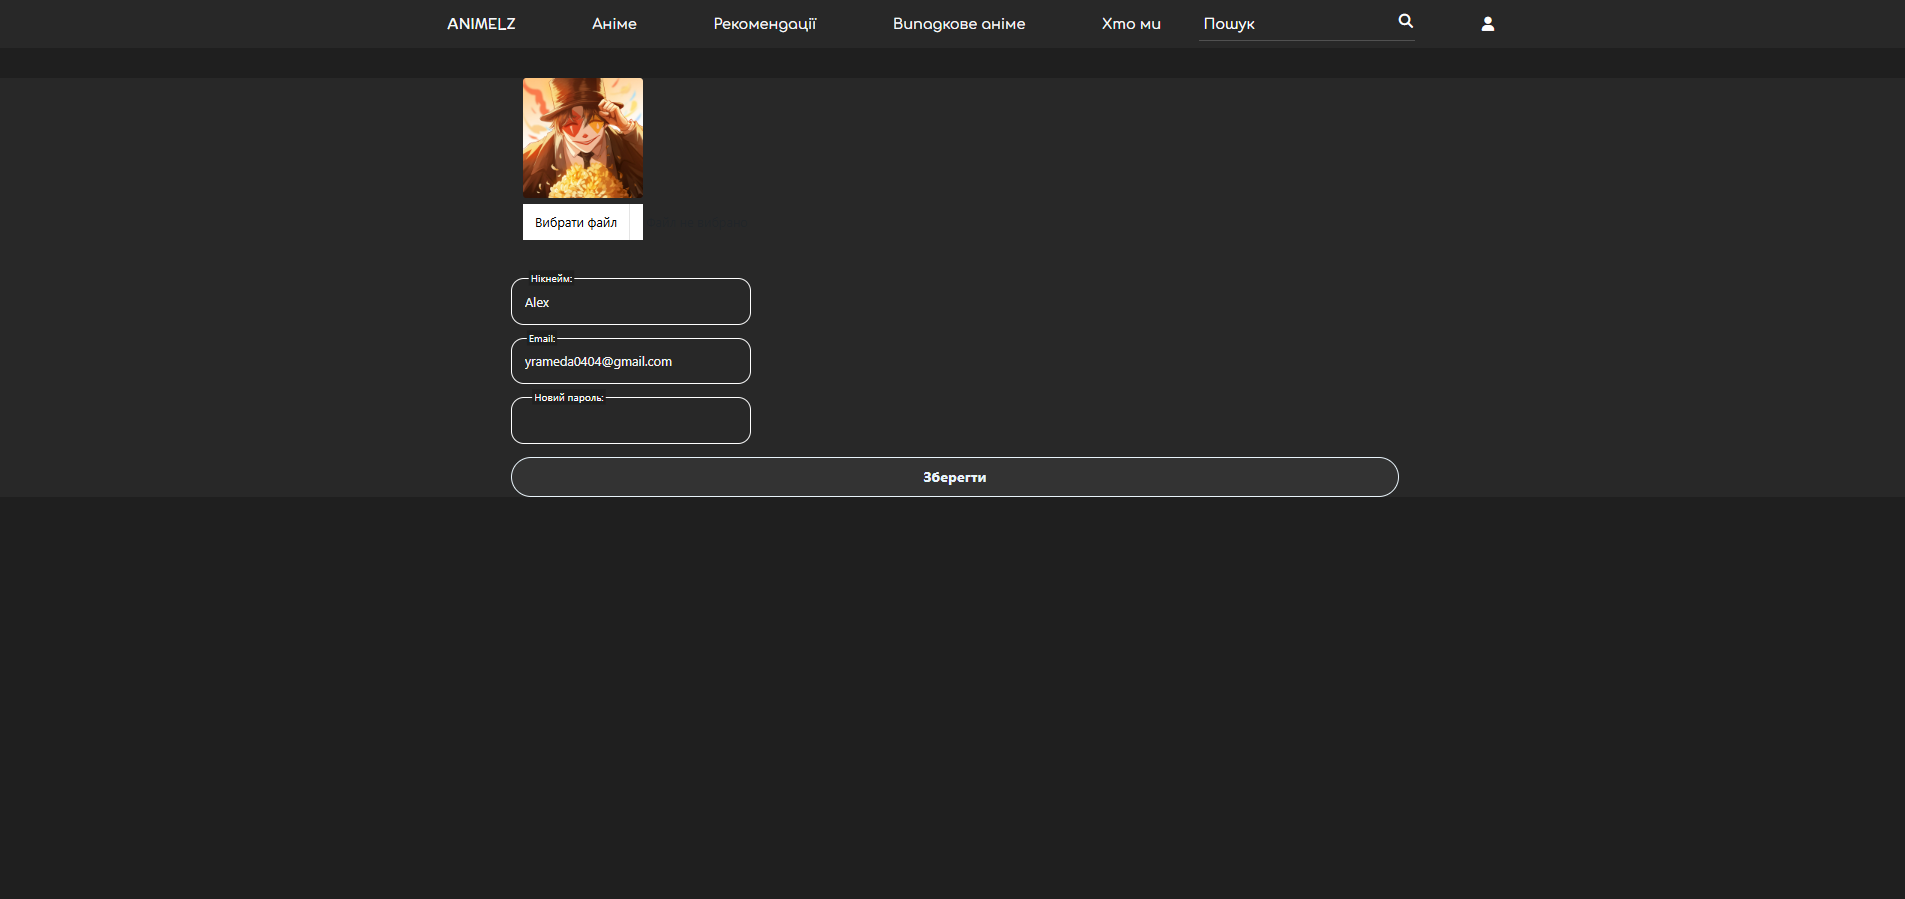 ANIMELZ Аніме Рекомендації Випадкове аніме Хто ми Пошук
Вибрати файл
Нікнейм:
Alex
Email:
yrameda0404@gmail.com
Новий пароль:
Зберегти